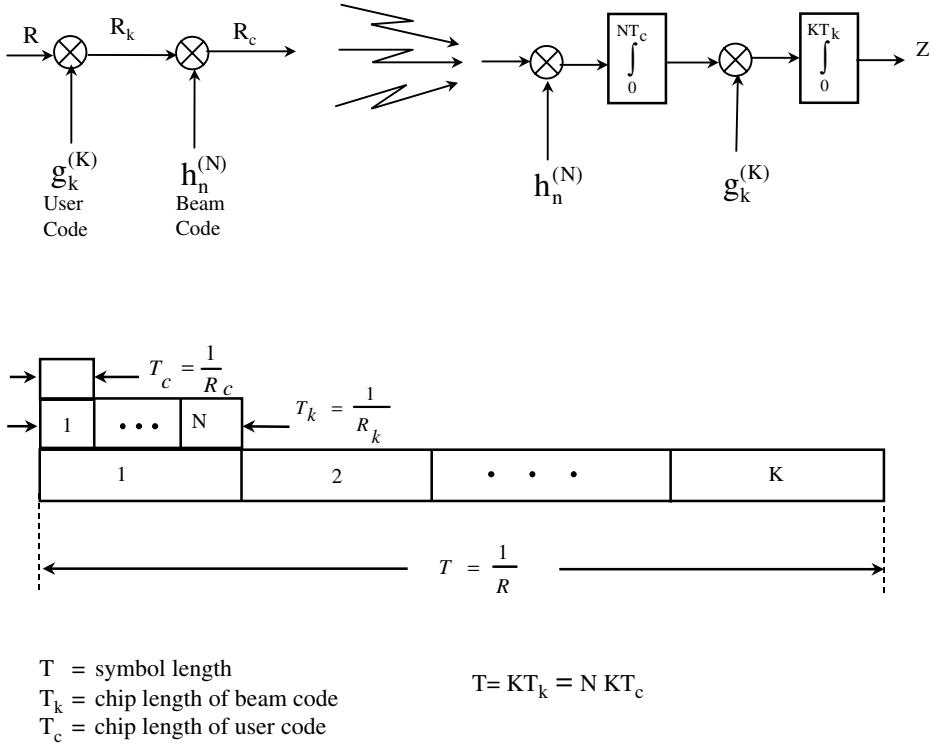 R R_k R_c
g_k^(K) h_n^(N)
User Beam
Code Code
NT_c KT_k
∫ ∫ Z
0 0
h_n^(N) g_k^(K)
T_c = 1/R_c
1 • • • N T_k = 1/R_k
1 2 • • • K
T = 1/R
T = symbol length
T_k = chip length of beam code
T_c = chip length of user code
T= KT_k = N KT_c